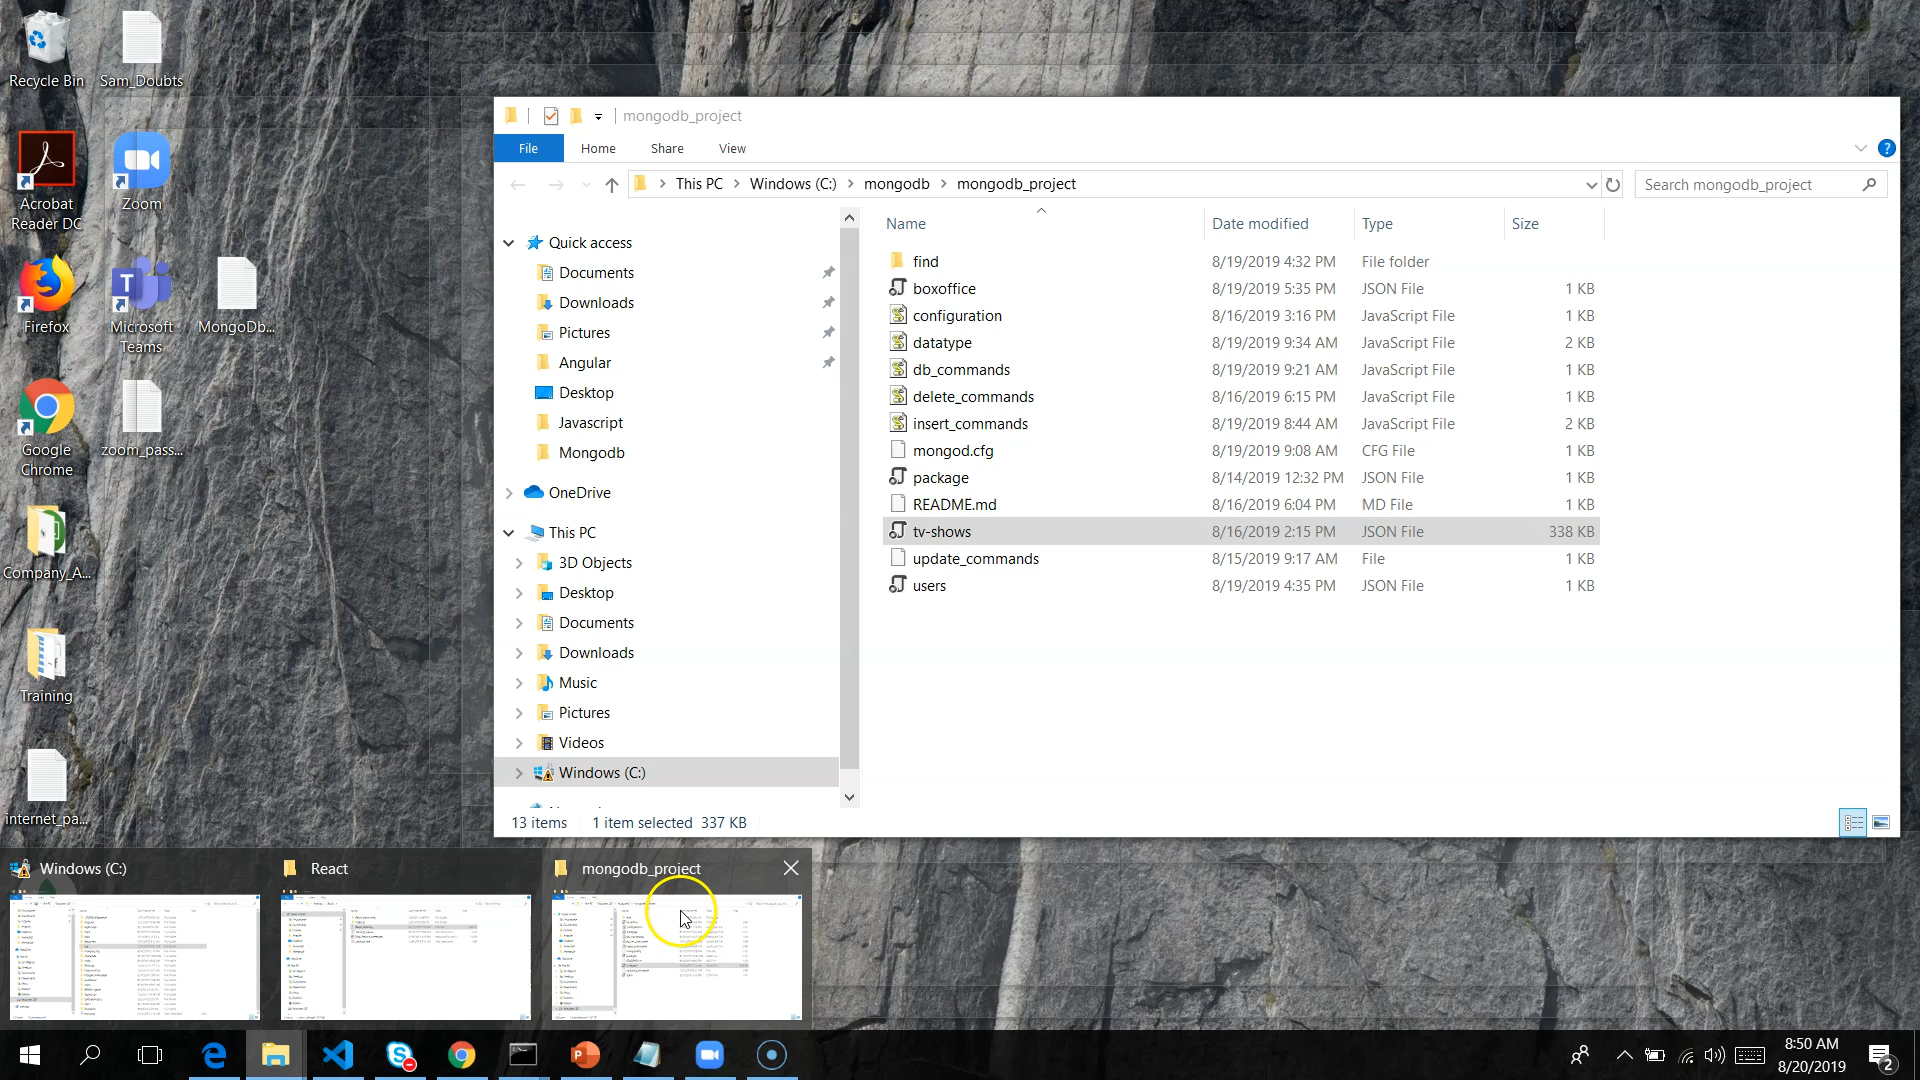 Recycle Bin
Sam_Doubts
Acrobat
Reader DC
Zoom
Firefox
Microsoft
Teams
MongoDb...
Google
Chrome
zoom_pass...
Company_A...
Training
internet_pa...
mongodb_project
File
Home
Share
View
This PC
Windows (C:)
mongodb
mongodb_project
Search mongodb_project
Quick access
Documents
Downloads
Pictures
Angular
Desktop
Javascript
Mongodb
OneDrive
This PC
3D Objects
Desktop
Documents
Downloads
Music
Pictures
Videos
Windows (C:)
Name Date modified Type Size
find 8/19/2019 4:32 PM File folder
boxoffice 8/19/2019 5:35 PM JSON File 1 KB
configuration 8/16/2019 3:16 PM JavaScript File 1 KB
datatype 8/19/2019 9:34 AM JavaScript File 2 KB
db_commands 8/19/2019 9:21 AM JavaScript File 1 KB
delete_commands 8/16/2019 6:15 PM JavaScript File 1 KB
insert_commands 8/19/2019 8:44 AM JavaScript File 2 KB
mongod.cfg 8/19/2019 9:08 AM CFG File 1 KB
package 8/14/2019 12:32 PM JSON File 1 KB
README.md 8/16/2019 6:04 PM MD File 1 KB
tv-shows 8/16/2019 2:15 PM JSON File 338 KB
update_commands 8/15/2019 9:17 AM File 1 KB
users 8/19/2019 4:35 PM JSON File 1 KB
13 items 1 item selected 337 KB
Windows (C:)
React
mongodb_project
8:50 AM
8/20/2019
2